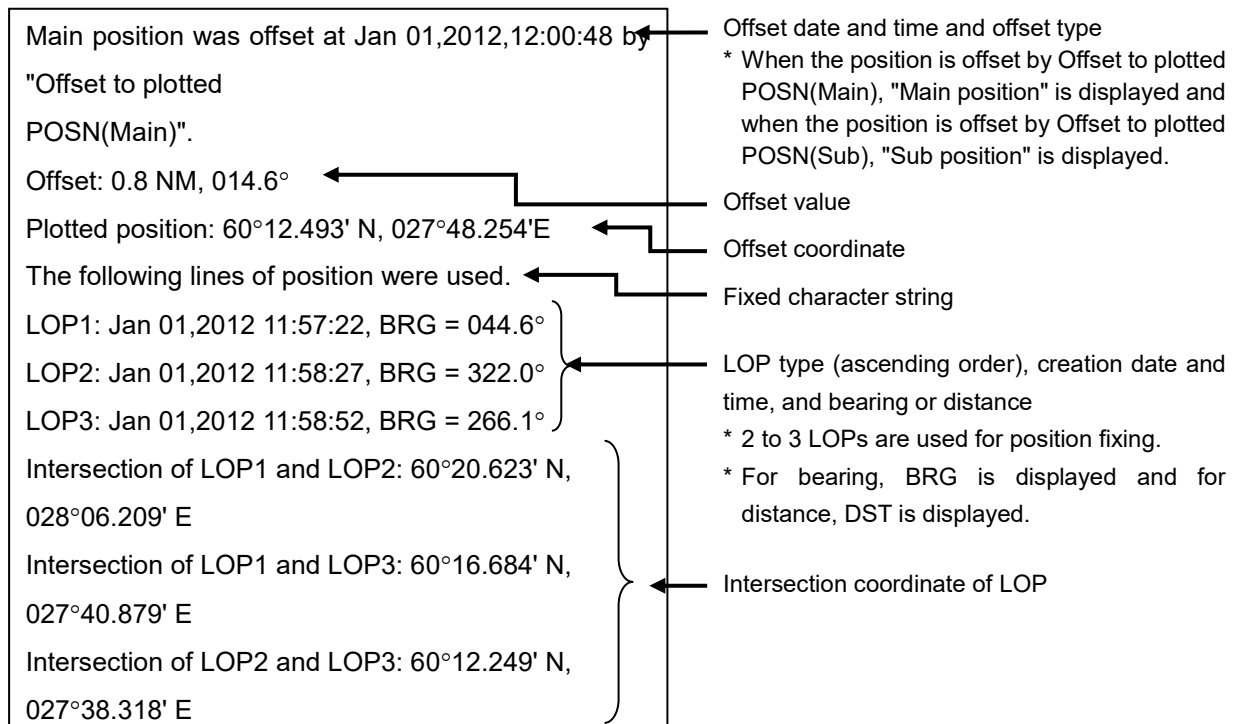 Main position was offset at Jan 01,2012,12:00:48 by
"Offset to plotted
POSN(Main)".
Offset: 0.8 NM, 014.6°
Plotted position: 60°12.493' N, 027°48.254'E
The following lines of position were used.
LOP1: Jan 01,2012 11:57:22, BRG = 044.6°
LOP2: Jan 01,2012 11:58:27, BRG = 322.0°
LOP3: Jan 01,2012 11:58:52, BRG = 266.1°
Intersection of LOP1 and LOP2: 60°20.623' N,
028°06.209' E
Intersection of LOP1 and LOP3: 60°16.684' N,
027°40.879' E
Intersection of LOP2 and LOP3: 60°12.249' N,
027°38.318' E
Offset date and time and offset type
* When the position is offset by Offset to plotted
POSN(Main), "Main position" is displayed and
when the position is offset by Offset to plotted
POSN(Sub), "Sub position" is displayed.
Offset value
Offset coordinate
Fixed character string
LOP type (ascending order), creation date and
time, and bearing or distance
* 2 to 3 LOPs are used for position fixing.
* For bearing, BRG is displayed and for
distance, DST is displayed.
Intersection coordinate of LOP